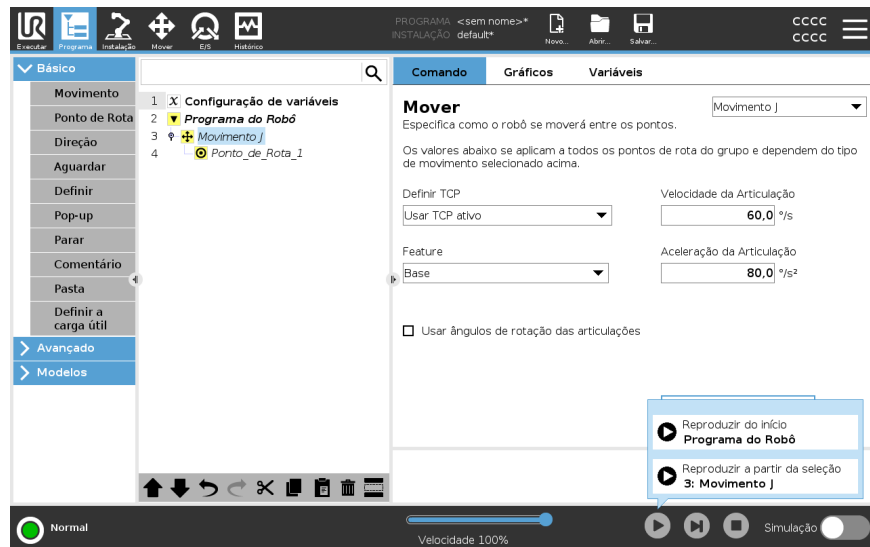 UR
Executar
Programa
Instalação
Mover
E/S
Histórico
PROGRAMA <sem nome>*
INSTALAÇÃO default*
Novo...
Abrir...
Salvar...
CCCC
CCCC
Básico
Movimento
Ponto de Rota
Direção
Aguardar
Definir
Pop-up
Parar
Comentário
Pasta
Definir a
carga útil
Avançado
Modelos
1 X Configuração de variáveis
2 Programa do Robô
3 Movimento J
4 Ponto_de_Rota_1
Comando Gráficos Variáveis
Mover
Movimento J
Especifica como o robô se moverá entre os pontos.
Os valores abaixo se aplicam a todos os pontos de rota do grupo e dependem do tipo
de movimento selecionado acima.
Definir TCP
Usar TCP ativo
Velocidade da Articulação
60,0 °/s
Feature
Base
Aceleração da Articulação
80,0 °/s²
Usar ângulos de rotação das articulações
Reproduzir do início
Programa do Robô
Reproduzir a partir da seleção
3: Movimento J
Normal
Velocidade 100%
Simulação